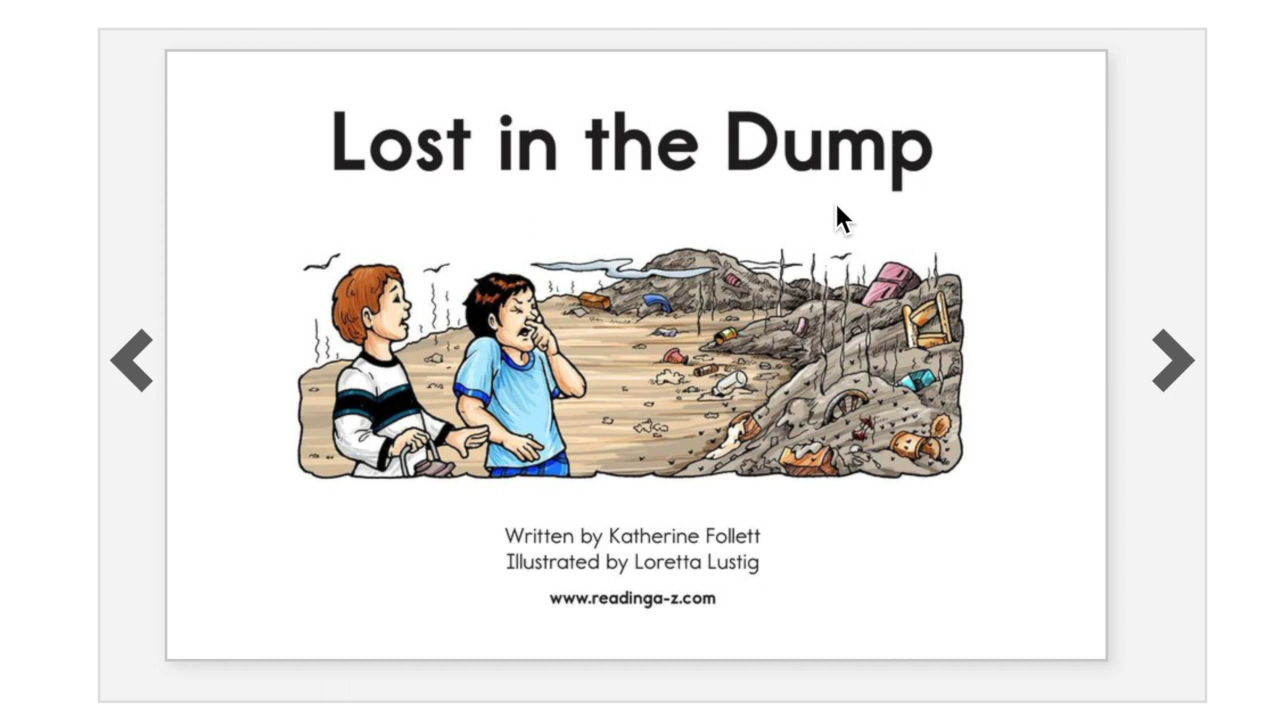 Lost in the Dump
Written by Katherine Follett
Illustrated by Loretta Lustig
www.readinga-z.com